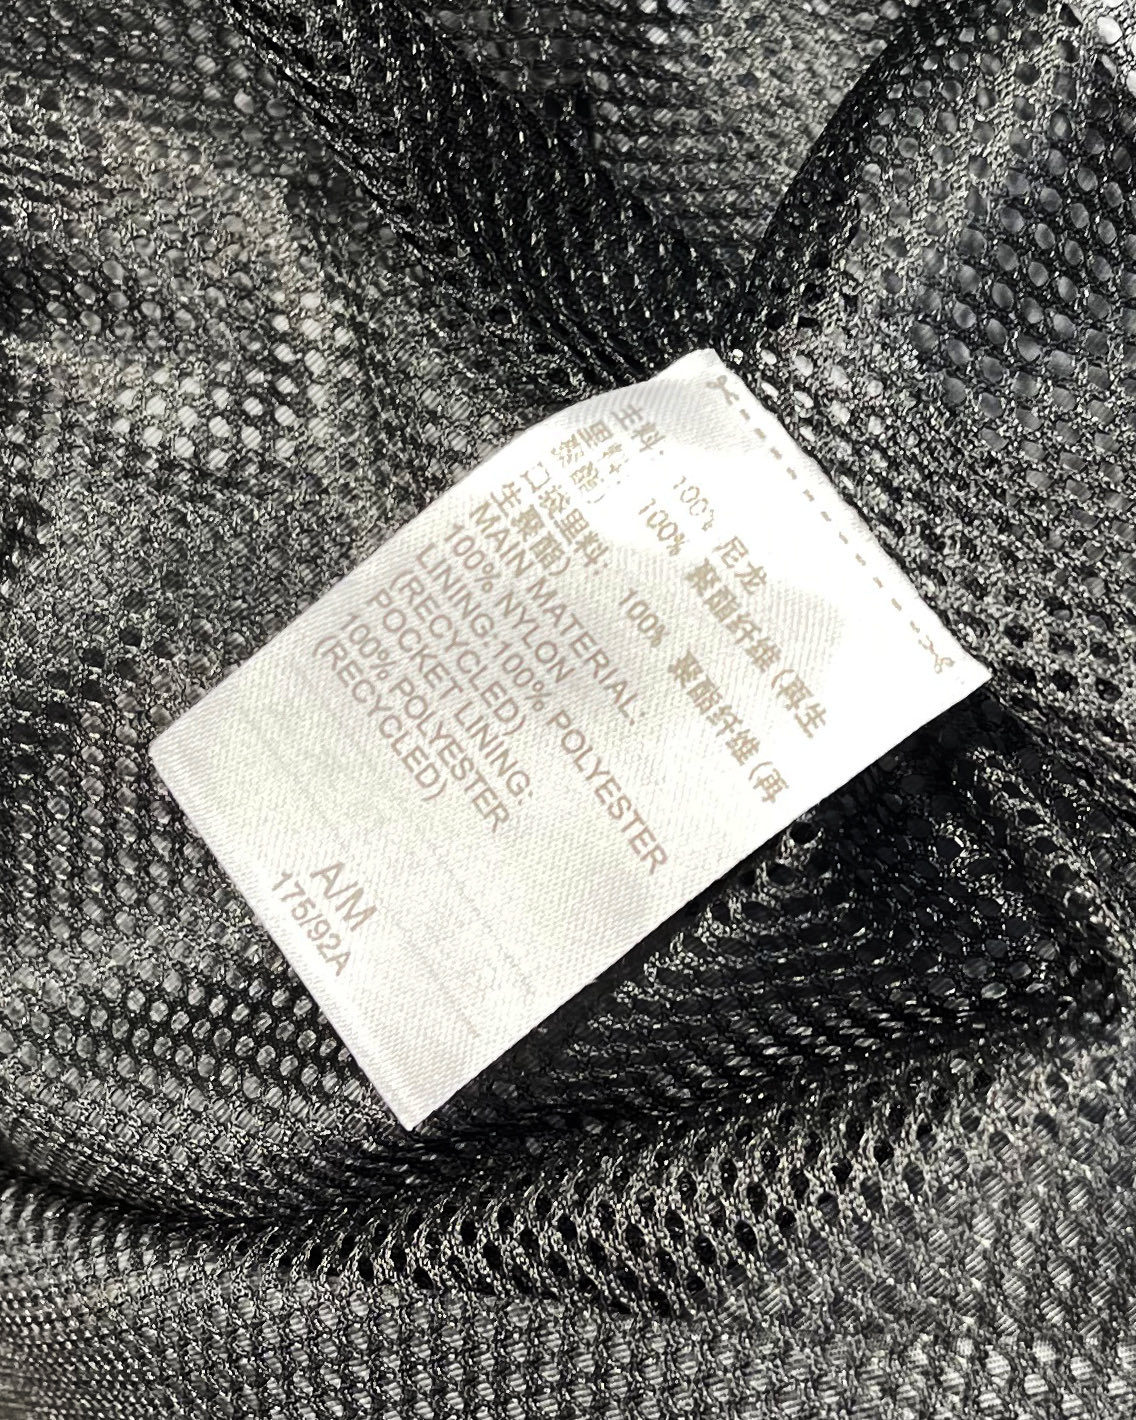 主料: 100% 尼龙
里料: 100% 聚酯纤维(再生
聚酯)
口袋里料: 100% 聚酯纤维(再
生聚酯)
MAIN MATERIAL:
100% NYLON
LINING:100% POLYESTER
(RECYCLED)
POCKET LINING:
100% POLYESTER
(RECYCLED)
A/M
175/92A